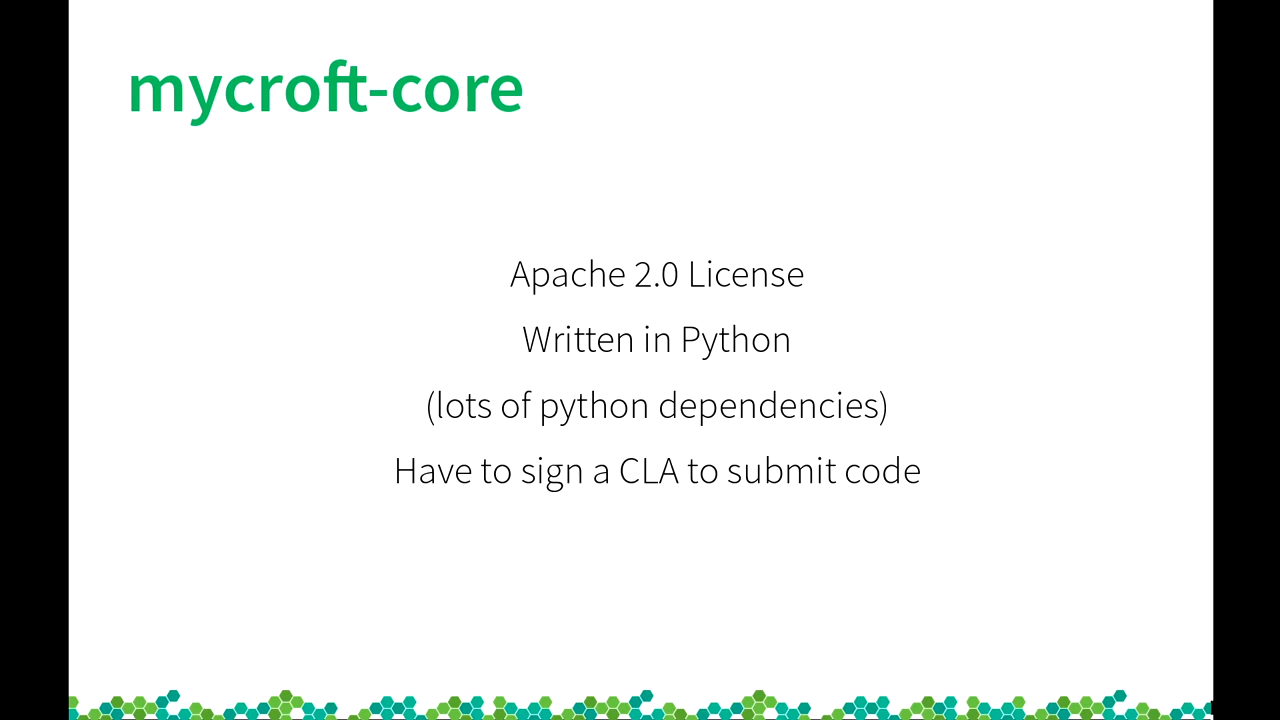 mycroft-core
Apache 2.0 License
Written in Python
(lots of python dependencies)
Have to sign a CLA to submit code